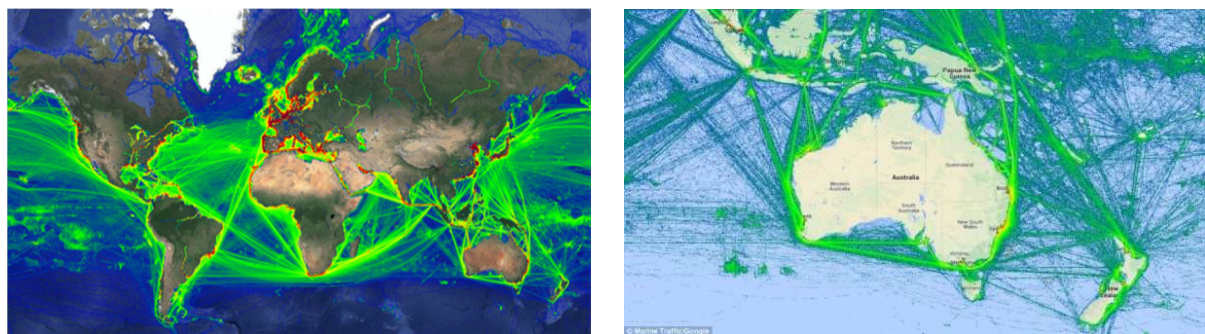 Papua New
Guinea
Northern
Territory
Queensland
Western
Australia
Australia
South
Australia
New South
Wales
Victoria
New
© Marine Traffic/Google